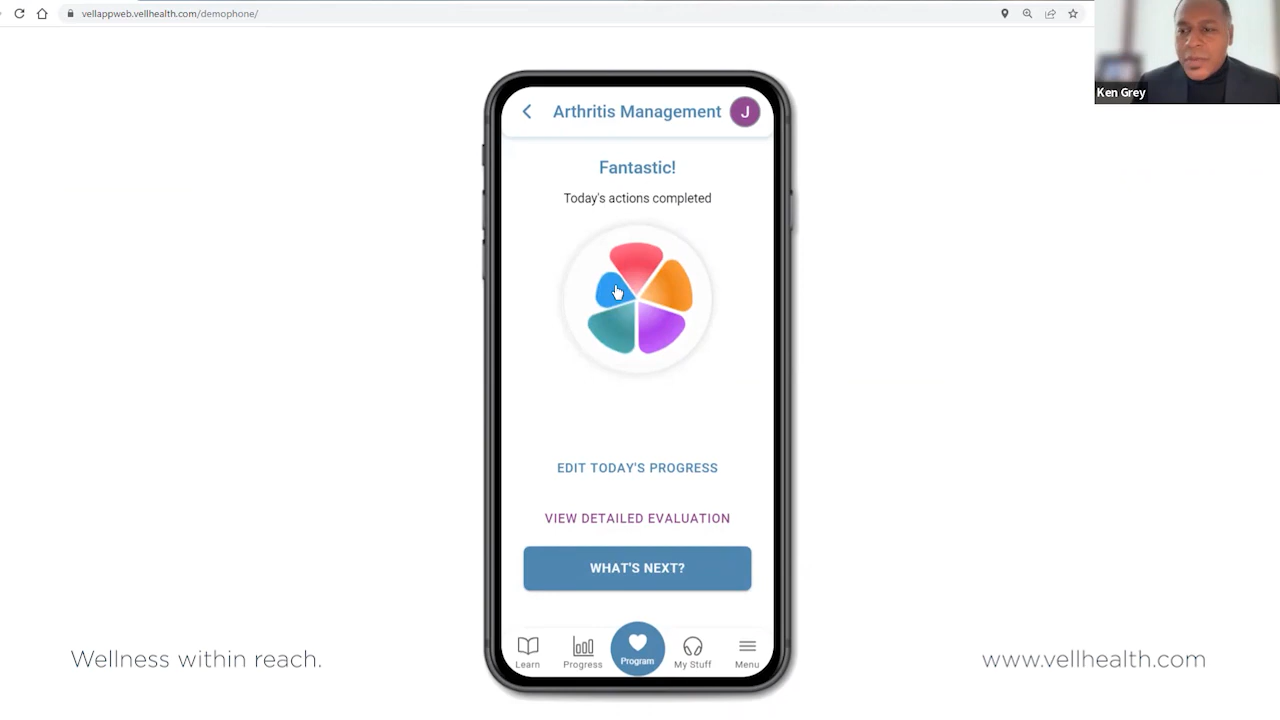 vellappweb.vellhealth.com/demophone/
Ken Grey
Arthritis Management
J
Fantastic!
Today's actions completed
EDIT TODAY'S PROGRESS
VIEW DETAILED EVALUATION
WHAT'S NEXT?
Learn
Progress
Program
My Stuff
Menu
Wellness within reach.
www.vellhealth.com